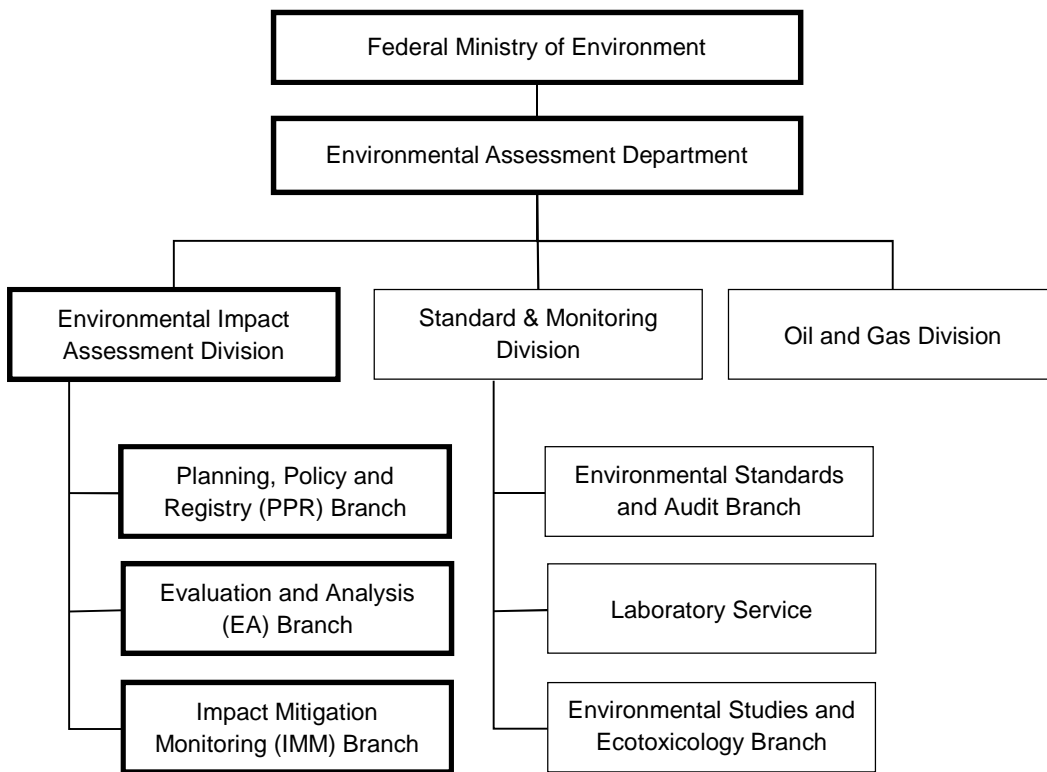 Federal Ministry of Environment
Environmental Assessment Department
Environmental Impact
Assessment Division
Standard & Monitoring
Division
Oil and Gas Division
Planning, Policy and
Registry (PPR) Branch
Evaluation and Analysis
(EA) Branch
Impact Mitigation
Monitoring (IMM) Branch
Environmental Standards
and Audit Branch
Laboratory Service
Environmental Studies and
Ecotoxicology Branch